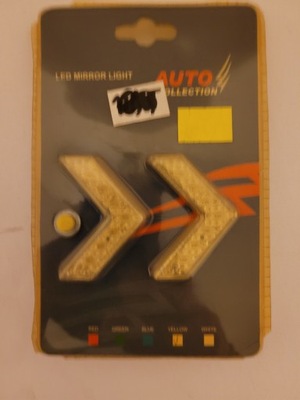 LED MIRROR LIGHT
AUTO
COLLECTION
RED GREEN BLUE YELLOW WHITE